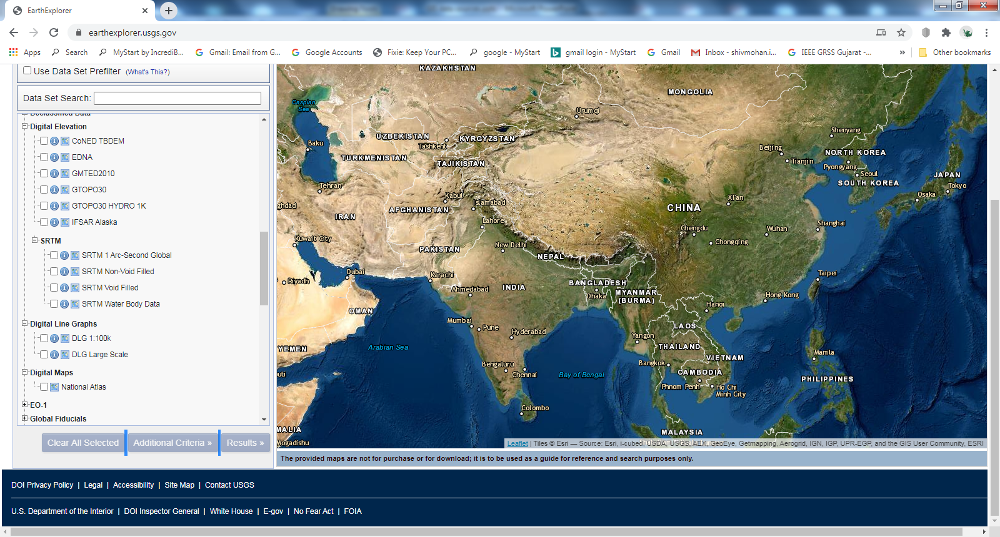 EarthExplorer
earthexplorer.usgs.gov
Apps Search MyStart by IncrediB... Gmail: Email from G... Google Accounts Fixie: Keep Your PC... google - MyStart gmail login - MyStart Gmail Inbox - shivmohan.i... IEEE GRSS Gujarat -... » Other bookmarks
Use Data Set Prefilter (What's This?)
Data Set Search:
Declassified Data
Digital Elevation
CoNED TBDEM
EDNA
GMTED2010
GTOPO30
GTOPO30 HYDRO 1K
IFSAR Alaska
SRTM
SRTM 1 Arc-Second Global
SRTM Non-Void Filled
SRTM Void Filled
SRTM Water Body Data
Digital Line Graphs
DLG 1:100k
DLG Large Scale
Digital Maps
National Atlas
EO-1
Global Fiducials
Clear All Selected Additional Criteria » Results »
KAZAKHSTAN
MONGOLIA
Caspian
Sea
Urumqi
Shenyang
UZBEKISTAN
KYRGYZSTAN
Baku
Tashkent
Beijing
NORTH KOREA
TURKMENISTAN
TAJIKISTAN
Tianjin
Pyongyang
Seoul
JAPAN
SOUTH KOREA
Tehran
Tokyo
Kabul
Islamabad
XI'an
Osaka
ghdad
AFGHANISTAN
CHINA
IRAN
Lahore
Shanghai
Chengdu
Wuhan
Kuwait City
New Delhi
Chongqing
PAKISTAN
NEPAL
Dubai
Karachi
Taipei
Riyadh
Ahmedabad
INDIA
BANGLADESH
Dhaka
MYANMAR
(BURMA)
Hong Kong
OMAN
Hanoi
Mumbai
Pune
Hyderabad
LAOS
Yangon
YEMEN
Arabian Sea
THAILAND
Manila
VIETNAM
Bengaluru
Bangkok
uti
Chennai
Bay of Bengal
CAMBODIA
PHILIPPINES
Phnom Penh
Ho Chi
Minh City
Colombo
MALIA
MALAYSIA
Mogadishu
Leaflet | Tiles © Esri — Source: Esri, i-cubed, USDA, USGS, AEX, GeoEye, Getmapping, Aerogrid, IGN, IGP, UPR-EGP, and the GIS User Community, ESRI
The provided maps are not for purchase or for download; it is to be used as a guide for reference and search purposes only.
DOI Privacy Policy | Legal | Accessibility | Site Map | Contact USGS
U.S. Department of the Interior | DOI Inspector General | White House | E-gov | No Fear Act | FOIA